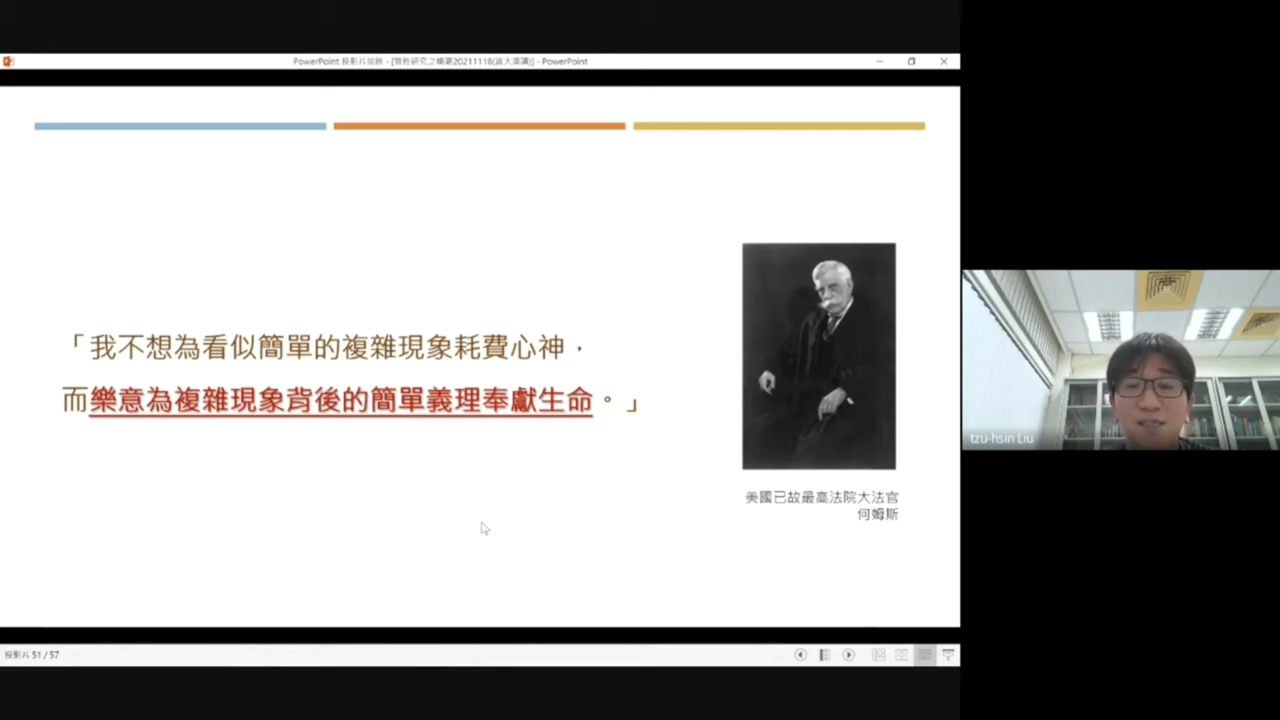 PowerPoint 投影片放映 - [質性研究之精要20211118(宜大演講)] - PowerPoint
「我不想為看似簡單的複雜現象耗費心神，
而樂意為複雜現象背後的簡單義理奉獻生命。」
美國已故最高法院大法官
何姆斯
tzu-hsin Liu
投影片 51 / 57